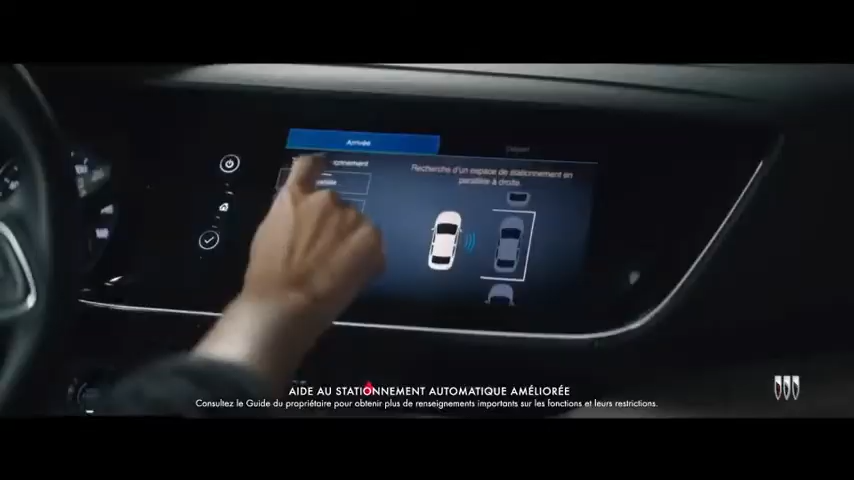 Arrivée
Départ
Recherche d'un espace de stationnement en
parallèle à droite.
AIDE AU STATIONNEMENT AUTOMATIQUE AMÉLIORÉE
Consultez le Guide du propriétaire pour obtenir plus de renseignements importants sur les fonctions et leurs restrictions.